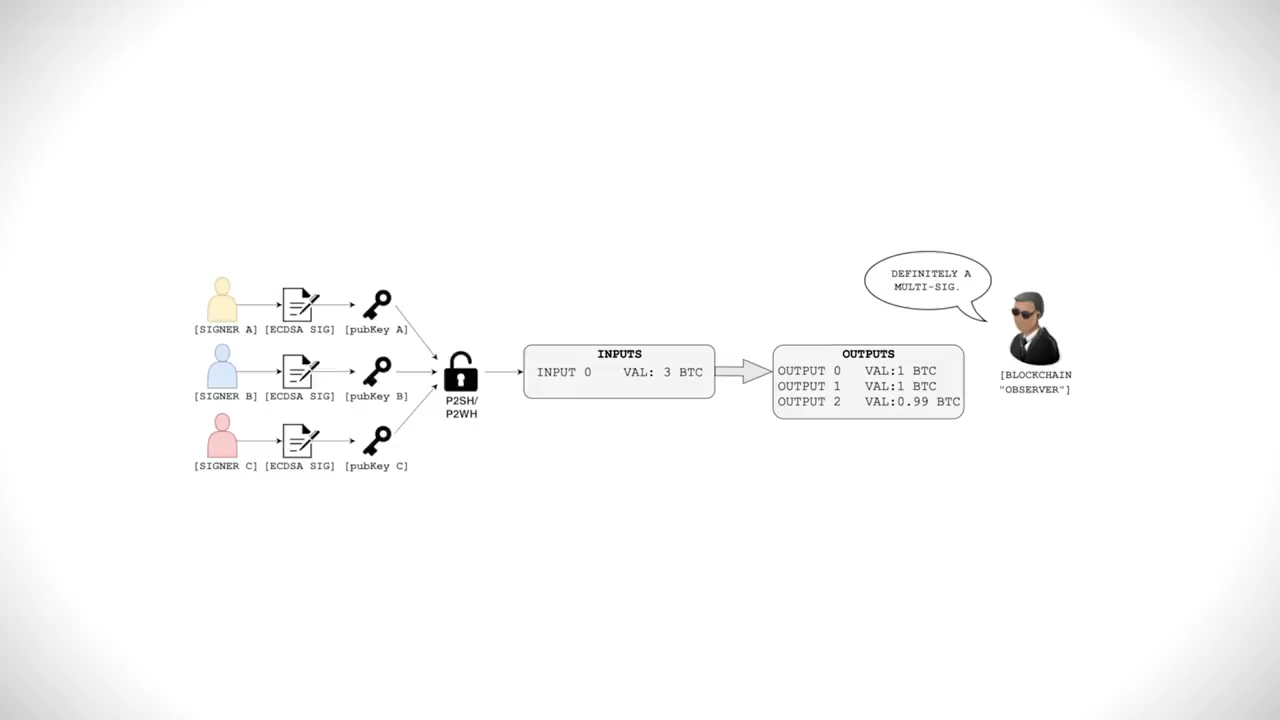 DEFINITELY A
MULTI-SIG.
[SIGNER A] [ECDSA SIG] [pubKey A]
[SIGNER B] [ECDSA SIG] [pubKey B]
[SIGNER C] [ECDSA SIG] [pubKey C]
P2SH/
P2WH
INPUTS
INPUT 0 VAL: 3 BTC
OUTPUTS
OUTPUT 0 VAL:1 BTC
OUTPUT 1 VAL:1 BTC
OUTPUT 2 VAL:0.99 BTC
[BLOCKCHAIN
"OBSERVER"]